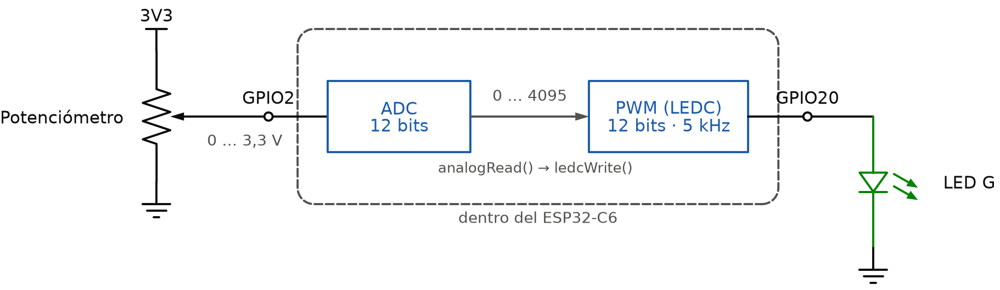 3V3
Potenciómetro
GPIO2
0 … 3,3 V
ADC
12 bits
0 … 4095
PWM (LEDC)
12 bits · 5 kHz
analogRead() → ledcWrite()
dentro del ESP32-C6
GPIO20
LED G